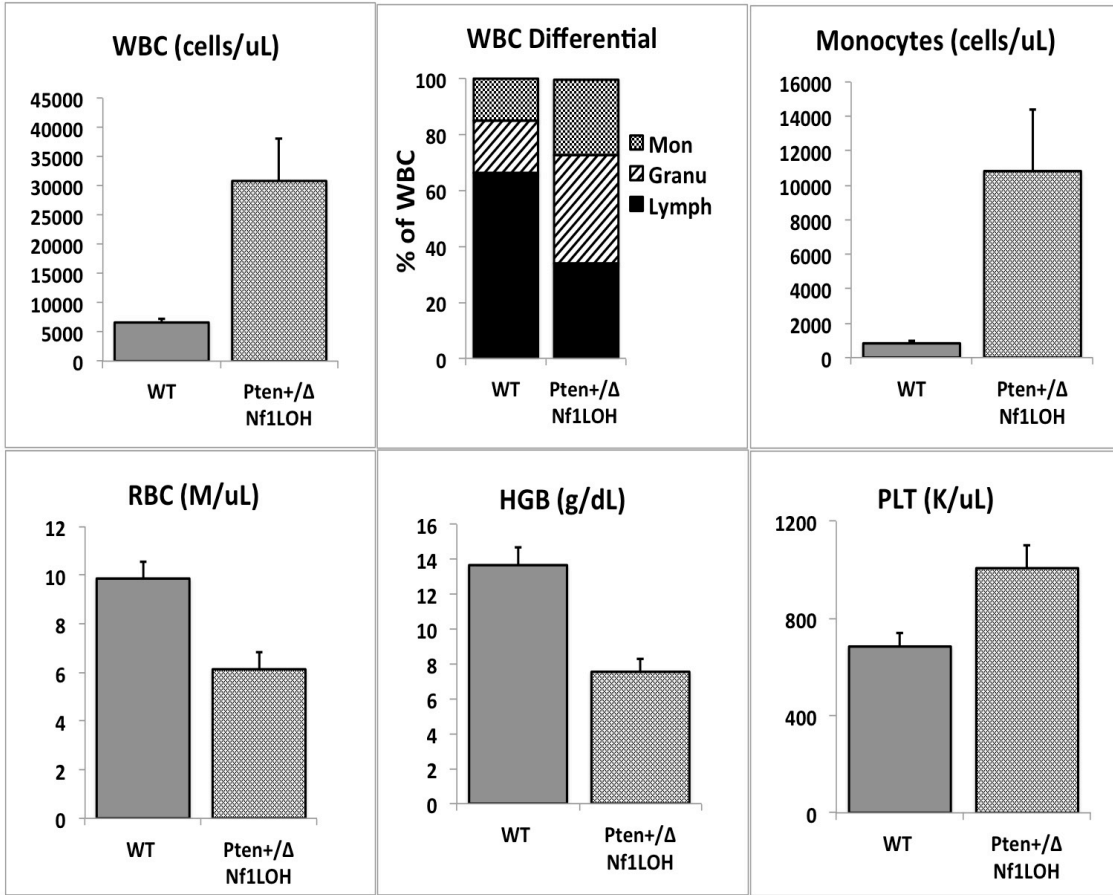 WBC (cells/uL)
45000
40000
35000
30000
25000
20000
15000
10000
5000
0
WT
Pten+/Δ
Nf1LOH
WBC Differential
% of WBC
100
80
60
40
20
0
Mon
Granu
Lymph
WT
Pten+/Δ
Nf1LOH
Monocytes (cells/uL)
16000
14000
12000
10000
8000
6000
4000
2000
0
WT
Pten+/Δ
Nf1LOH
RBC (M/uL)
12
10
8
6
4
2
0
WT
Pten+/Δ
Nf1LOH
HGB (g/dL)
16
14
12
10
8
6
4
2
0
WT
Pten+/Δ
Nf1LOH
PLT (K/uL)
1200
800
400
0
WT
Pten+/Δ
Nf1LOH